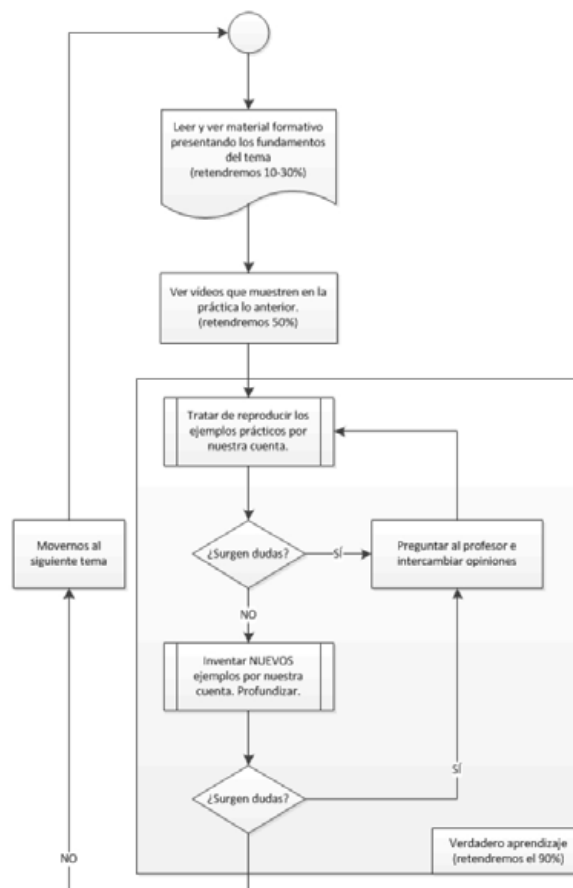 Leer y ver material formativo
presentando los fundamentos
del tema
(retendremos 10-30%)
Ver vídeos que muestren en la
práctica lo anterior.
(retendremos 50%)
Tratar de reproducir los
ejemplos prácticos por
nuestra cuenta.
Movernos al
siguiente tema
¿Surgen dudas?
SÍ
Preguntar al profesor e
intercambiar opiniones
NO
Inventar NUEVOS
ejemplos por nuestra
cuenta. Profundizar.
SÍ
¿Surgen dudas?
Verdadero aprendizaje
(retendremos el 90%)
NO